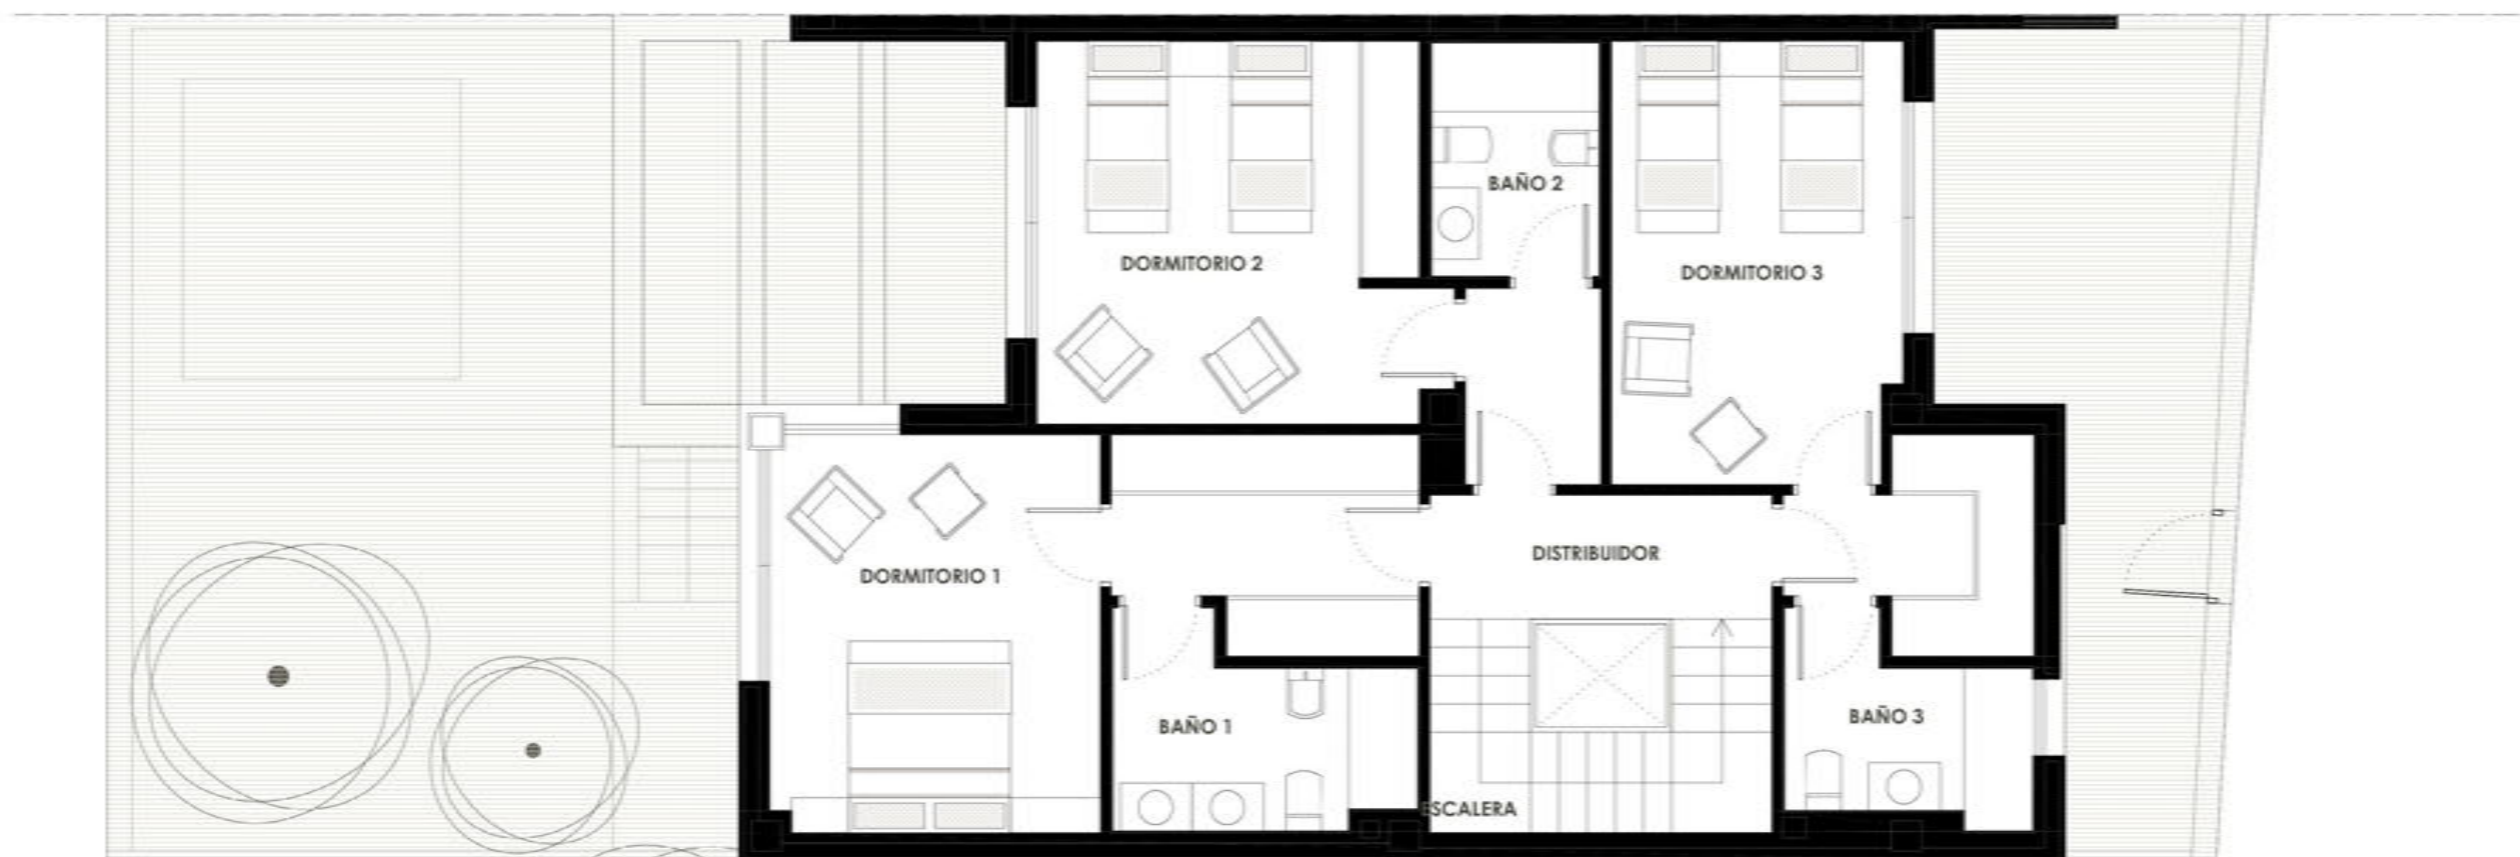 BAÑO 2
DORMITORIO 2
DORMITORIO 3
DISTRIBUIDOR
DORMITORIO 1
BAÑO 3
BAÑO 1
ESCALERA